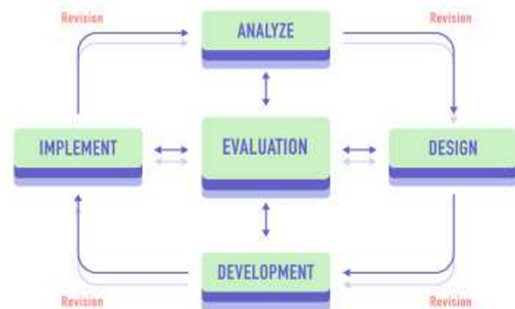 Revision
ANALYZE
Revision
IMPLEMENT
EVALUATION
DESIGN
DEVELOPMENT
Revision
Revision